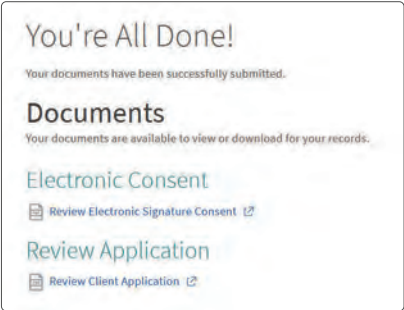 You're All Done!
Your documents have been successfully submitted.
Documents
Your documents are available to view or download for your records.
Electronic Consent
Review Electronic Signature Consent
Review Application
Review Client Application